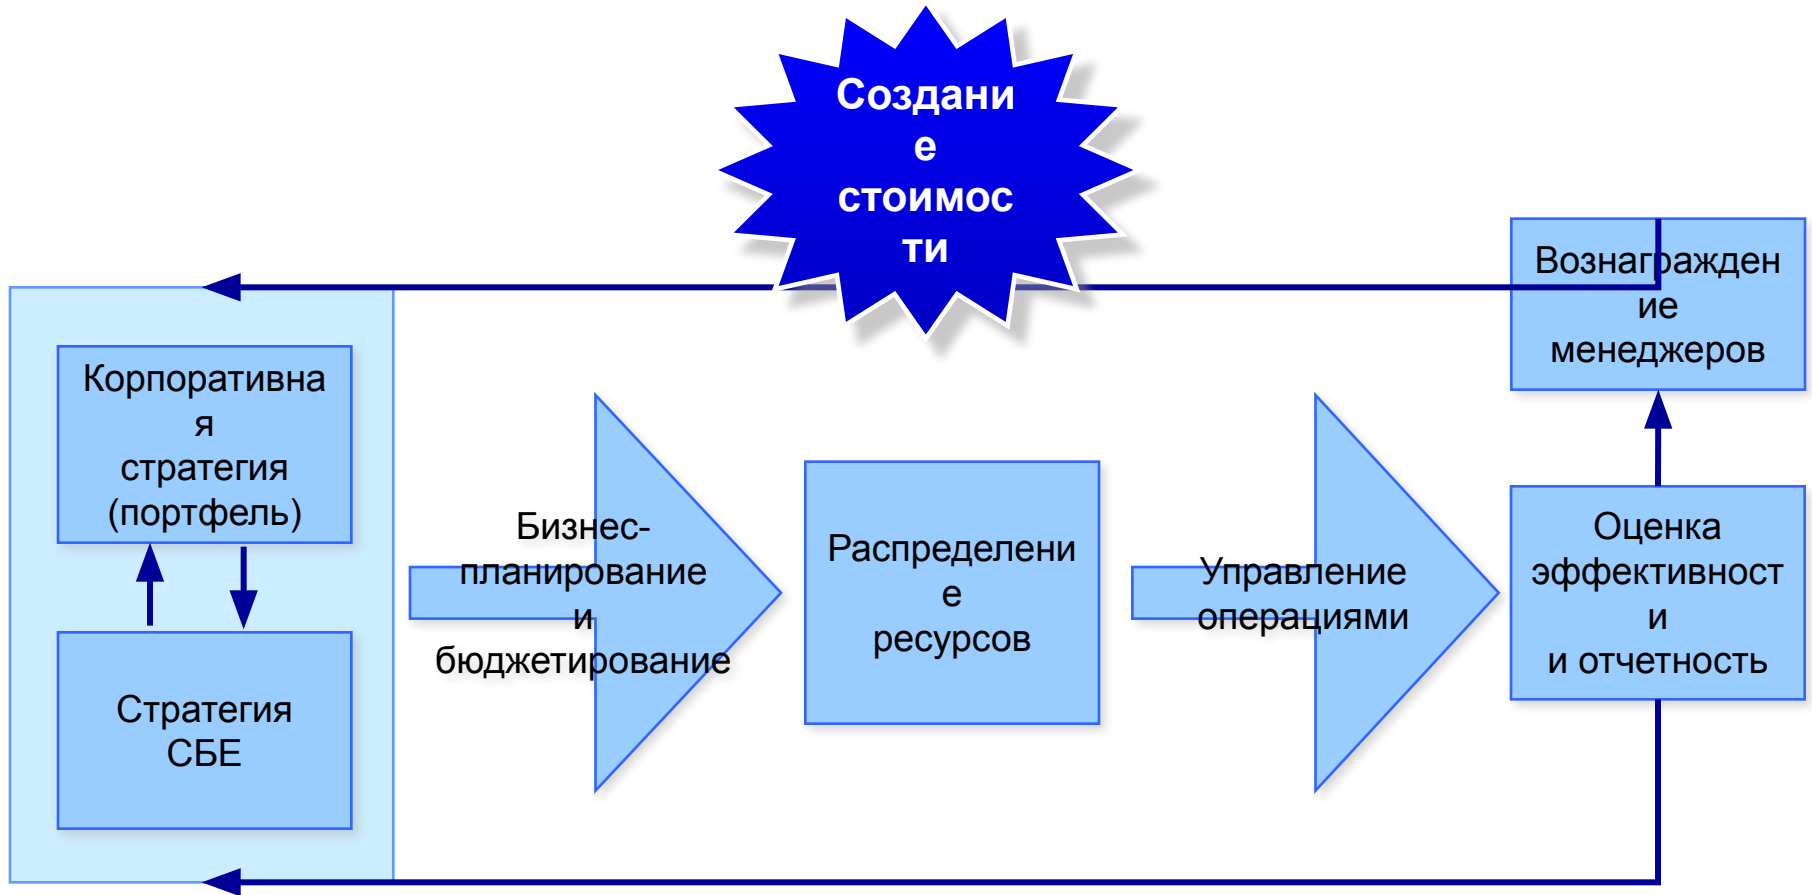 Создани
е
стоимос
ти
Вознагражден
ие
менеджеров
Корпоративна
я
стратегия
(портфель)
Бизнес-
планирование
и
бюджетирование
Распределени
е
ресурсов
Управление
операциями
Оценка
эффективност
и
и отчетность
Стратегия
СБЕ